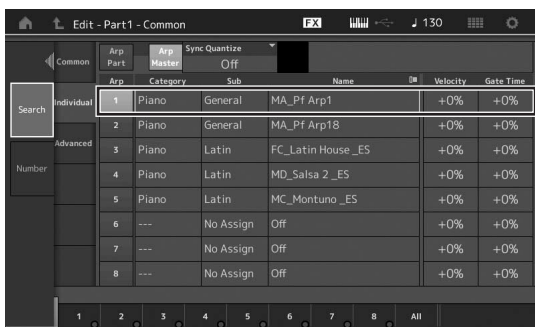 Edit - Part1 - Common FX 130
Common Arp Part Arp Master Sync Quantize Off
Arp Category Sub Name Velocity Gate Time
Search Individual 1 Piano General MA_Pf Arp1 +0% +0%
2 Piano General MA_Pf Arp18 +0% +0%
Advanced 3 Piano Latin FC_Latin House _ES +0% +0%
Number 4 Piano Latin MD_Salsa 2 _ES +0% +0%
5 Piano Latin MC_Montuno _ES +0% +0%
6 --- No Assign Off +0% +0%
7 --- No Assign Off +0% +0%
8 --- No Assign Off +0% +0%
1 2 3 4 5 6 7 8 All